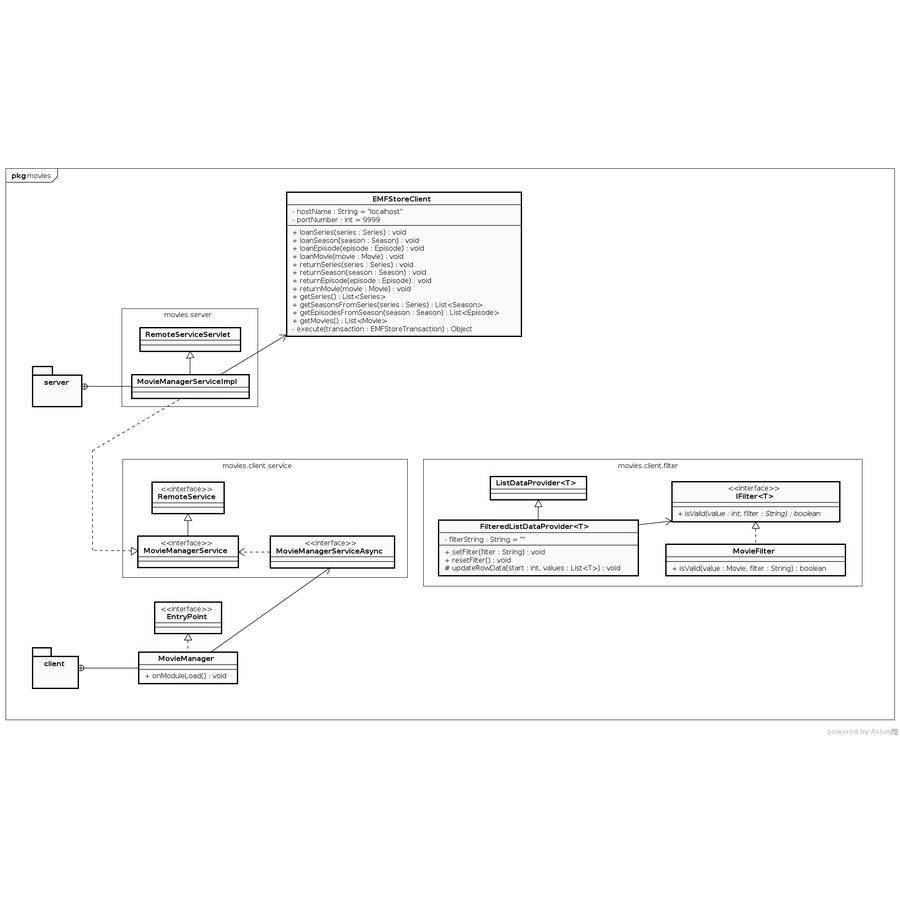 pkg movies
EMFStoreClient
- hostName : String = "localhost"
- portNumber : int = 9999
+ loanSeries(series : Series) : void
+ loanSeason(season : Season) : void
+ loanEpisode(episode : Episode) : void
+ loanMovie(movie : Movie) : void
+ returnSeries(series : Series) : void
+ returnSeason(season : Season) : void
+ returnEpisode(episode : Episode) : void
+ returnMovie(movie : Movie) : void
+ getSeries() : List<Series>
+ getSeasonsFromSeries(series : Series) : List<Season>
+ getEpisodesFromSeason(season : Season) : List<Episode>
+ getMovies() : List<Movie>
- execute(transaction : EMFStoreTransaction) : Object
movies.server
RemoteServiceServlet
MovieManagerServiceImpl
server
movies.client.service
<<interface>>
RemoteService
<<interface>>
MovieManagerService
<<interface>>
MovieManagerServiceAsync
movies.client.filter
ListDataProvider<T>
<<interface>>
IFilter<T>
+ isValid(value : int, filter : String) : boolean
FilteredListDataProvider<T>
- filterString : String = ""
+ setFilter(filter : String) : void
+ resetFilter() : void
# updateRowData(start : int, values : List<T>) : void
MovieFilter
+ isValid(value : Movie, filter : String) : boolean
<<interface>>
EntryPoint
client
MovieManager
+ onModuleLoad() : void
powered by Astah